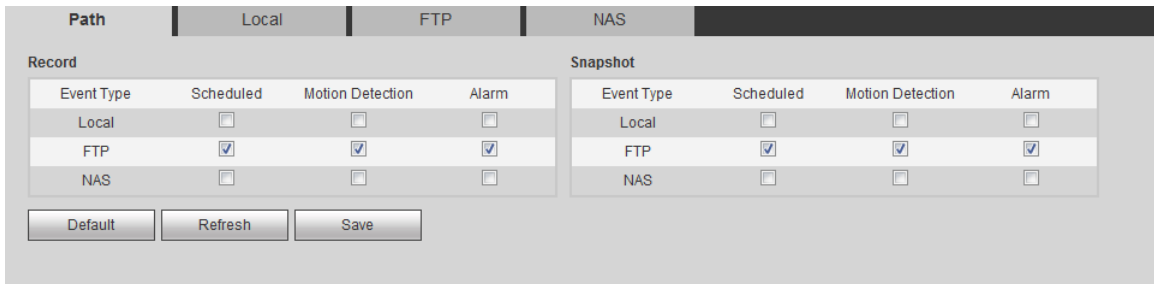 Path Local FTP NAS
Record Snapshot
Event Type Scheduled Motion Detection Alarm Event Type Scheduled Motion Detection Alarm
Local Local
FTP FTP
NAS NAS
Default Refresh Save